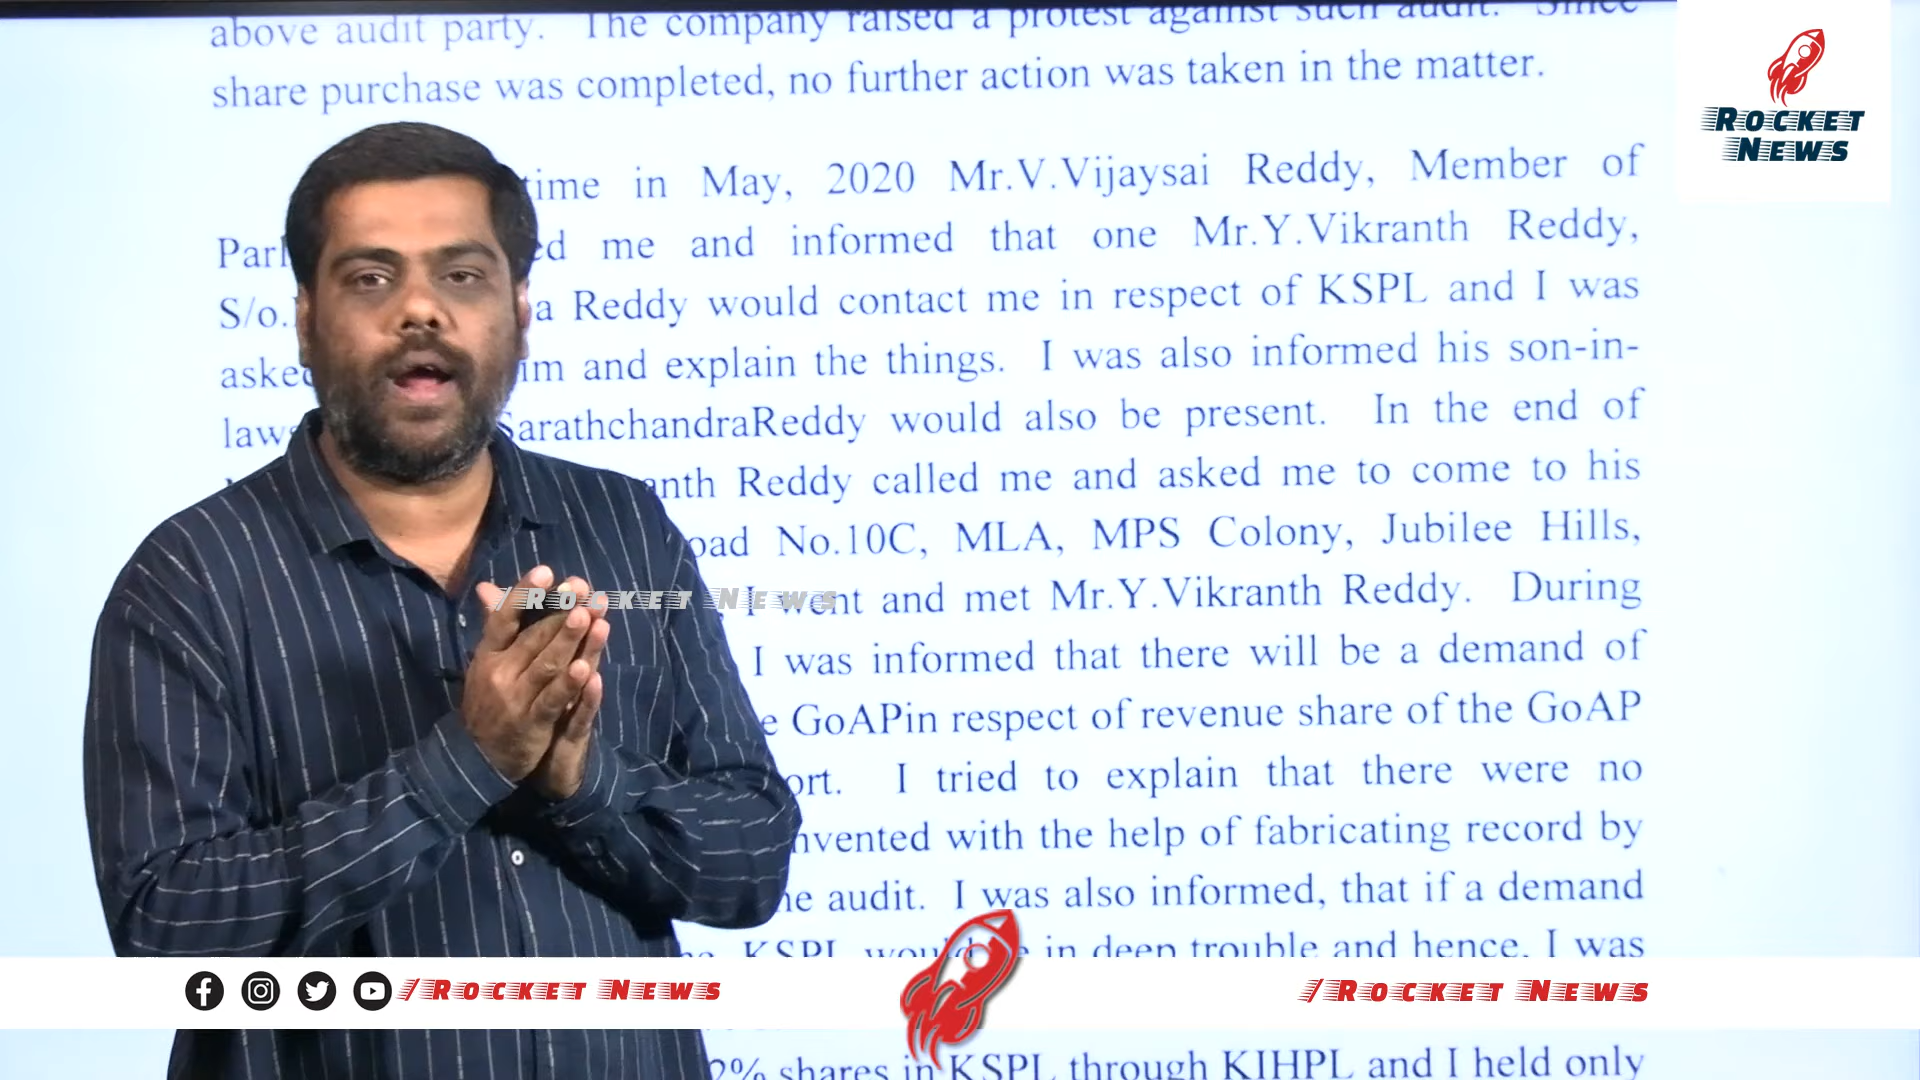 above audit party. The company raised a protest against such audit. Since
share purchase was completed, no further action was taken in the matter.
time in May, 2020 Mr.V.Vijaysai Reddy, Member of
Parl ed me and informed that one Mr.Y.Vikranth Reddy,
S/o. a Reddy would contact me in respect of KSPL and I was
asked im and explain the things. I was also informed his son-in-
laws SarathchandraReddy would also be present. In the end of
anth Reddy called me and asked me to come to his
oad No.10C, MLA, MPS Colony, Jubilee Hills,
I went and met Mr.Y.Vikranth Reddy. During
I was informed that there will be a demand of
e GoAPin respect of revenue share of the GoAP
ort. I tried to explain that there were no
nvented with the help of fabricating record by
he audit. I was also informed, that if a demand
KSPL would be in deep trouble and hence, I was
2% shares in KSPL through KIHPL and I held only
ROCKET
NEWS
/ROCKET NEWS
/ROCKET NEWS
/ROCKET NEWS